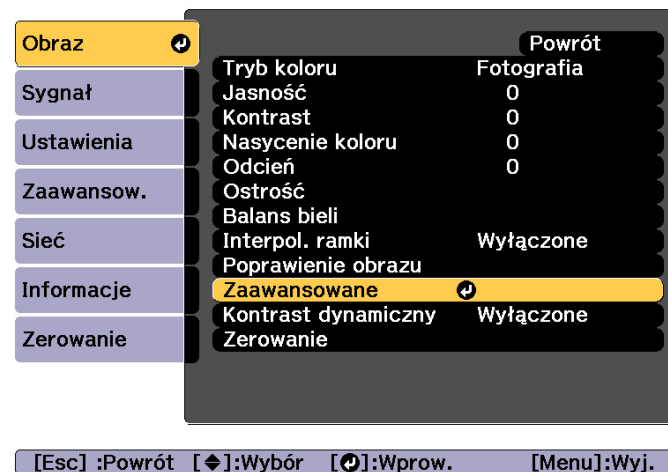 Obraz
Sygnał
Ustawienia
Zaawansow.
Sieć
Informacje
Zerowanie
Powrót
Tryb koloru Fotografia
Jasność 0
Kontrast 0
Nasycenie koloru 0
Odcień 0
Ostrość
Balans bieli
Interpol. ramki Wyłączone
Poprawienie obrazu
Zaawansowane
Kontrast dynamiczny Wyłączone
Zerowanie
[Esc] :Powrót [◆]:Wybór [↵]:Wprow. [Menu]:Wyj.